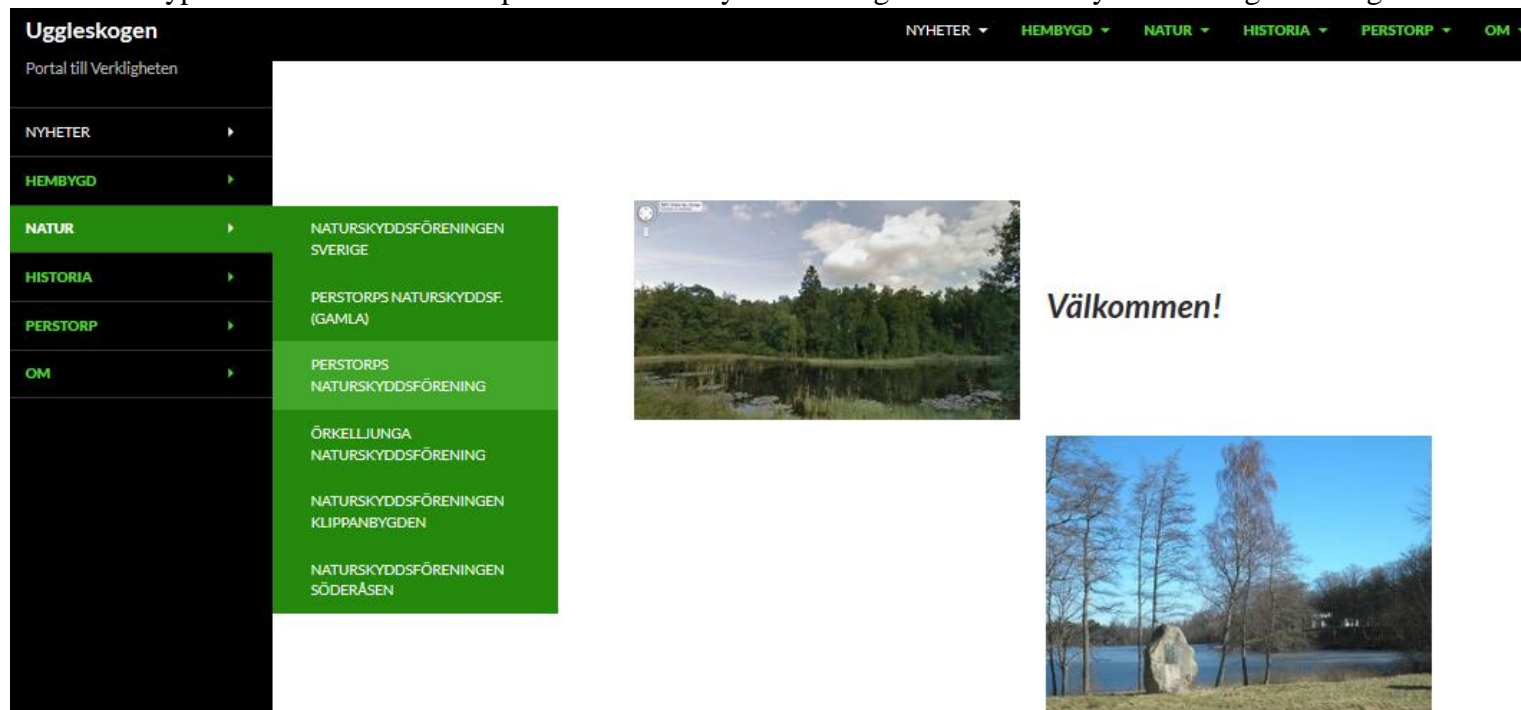 Uggleskogen
Portal till Verkligheten
NYHETER HEMBYGD NATUR HISTORIA PERSTORP OM
NYHETER
HEMBYGD
NATUR
HISTORIA
PERSTORP
OM
NATURSKYDDSFÖRENINGEN
SVERIGE
PERSTORPS NATURSKYDDSF.
(GAMLA)
PERSTORPS
NATURSKYDDSFÖRENING
ÖRKELLJUNGA
NATURSKYDDSFÖRENING
NATURSKYDDSFÖRENINGEN
KLIPPANBYGDEN
NATURSKYDDSFÖRENINGEN
SÖDERÅSEN
Välkommen!